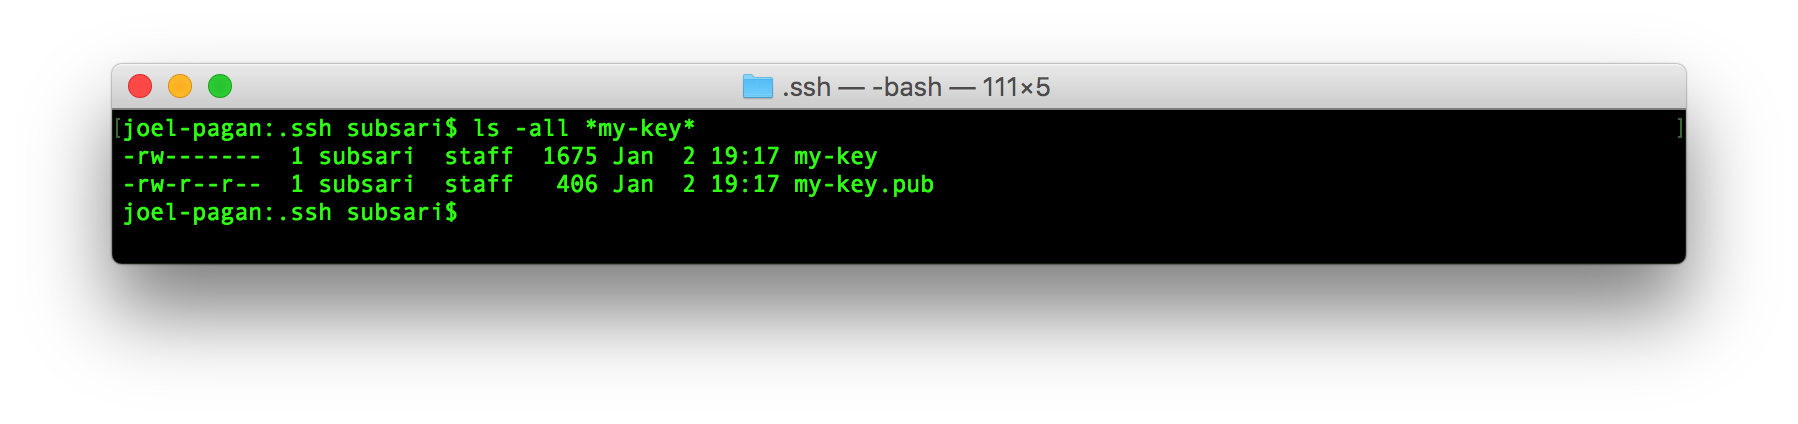 .ssh — -bash — 111×5
[joel-pagan:.ssh subsari$ ls -all *my-key* ]
-rw-------  1 subsari  staff  1675 Jan  2 19:17 my-key
-rw-r--r--  1 subsari  staff   406 Jan  2 19:17 my-key.pub
joel-pagan:.ssh subsari$